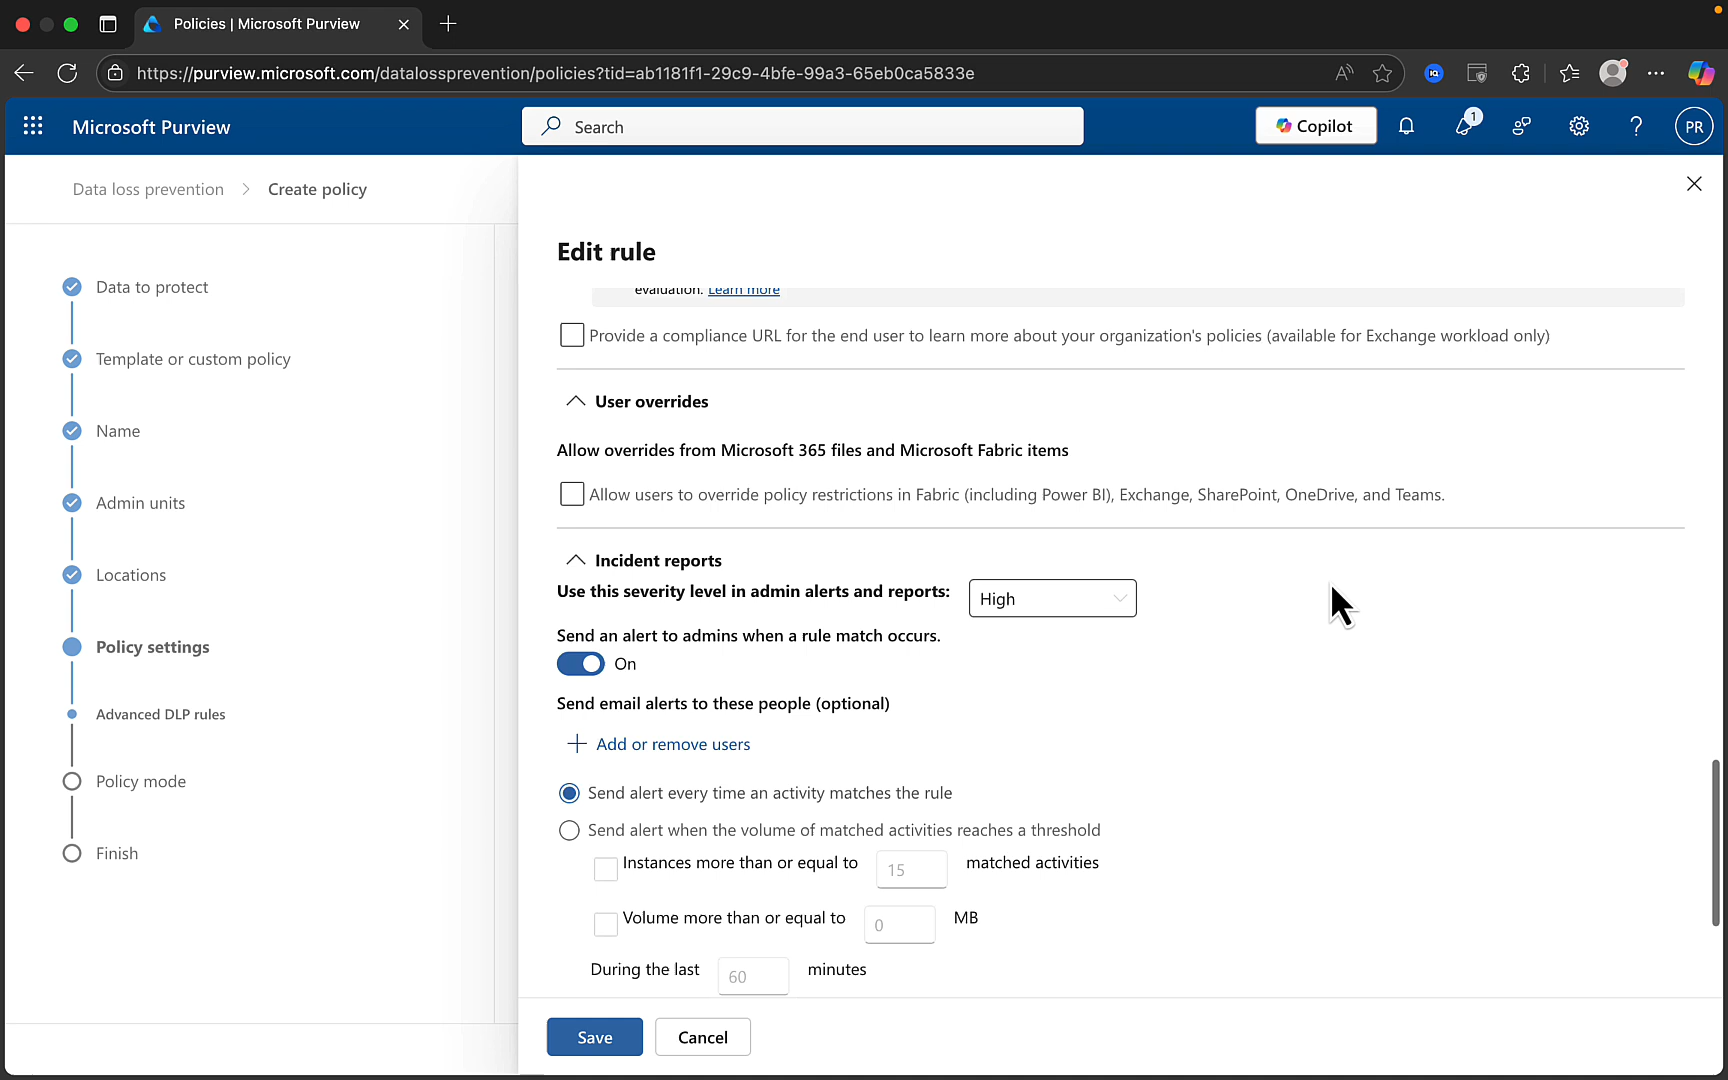 Policies | Microsoft Purview
https://purview.microsoft.com/datalossprevention/policies?tid=ab1181f1-29c9-4bfe-99a3-65eb0ca5833e
Microsoft Purview
Search
Copilot
1
PR
Data loss prevention > Create policy
Data to protect
Template or custom policy
Name
Admin units
Locations
Policy settings
Advanced DLP rules
Policy mode
Finish
Edit rule
evaluation. Learn more
Provide a compliance URL for the end user to learn more about your organization's policies (available for Exchange workload only)
User overrides
Allow overrides from Microsoft 365 files and Microsoft Fabric items
Allow users to override policy restrictions in Fabric (including Power BI), Exchange, SharePoint, OneDrive, and Teams.
Incident reports
Use this severity level in admin alerts and reports: High
Send an alert to admins when a rule match occurs.
On
Send email alerts to these people (optional)
Add or remove users
Send alert every time an activity matches the rule
Send alert when the volume of matched activities reaches a threshold
Instances more than or equal to 15 matched activities
Volume more than or equal to 0 MB
During the last 60 minutes
Save
Cancel